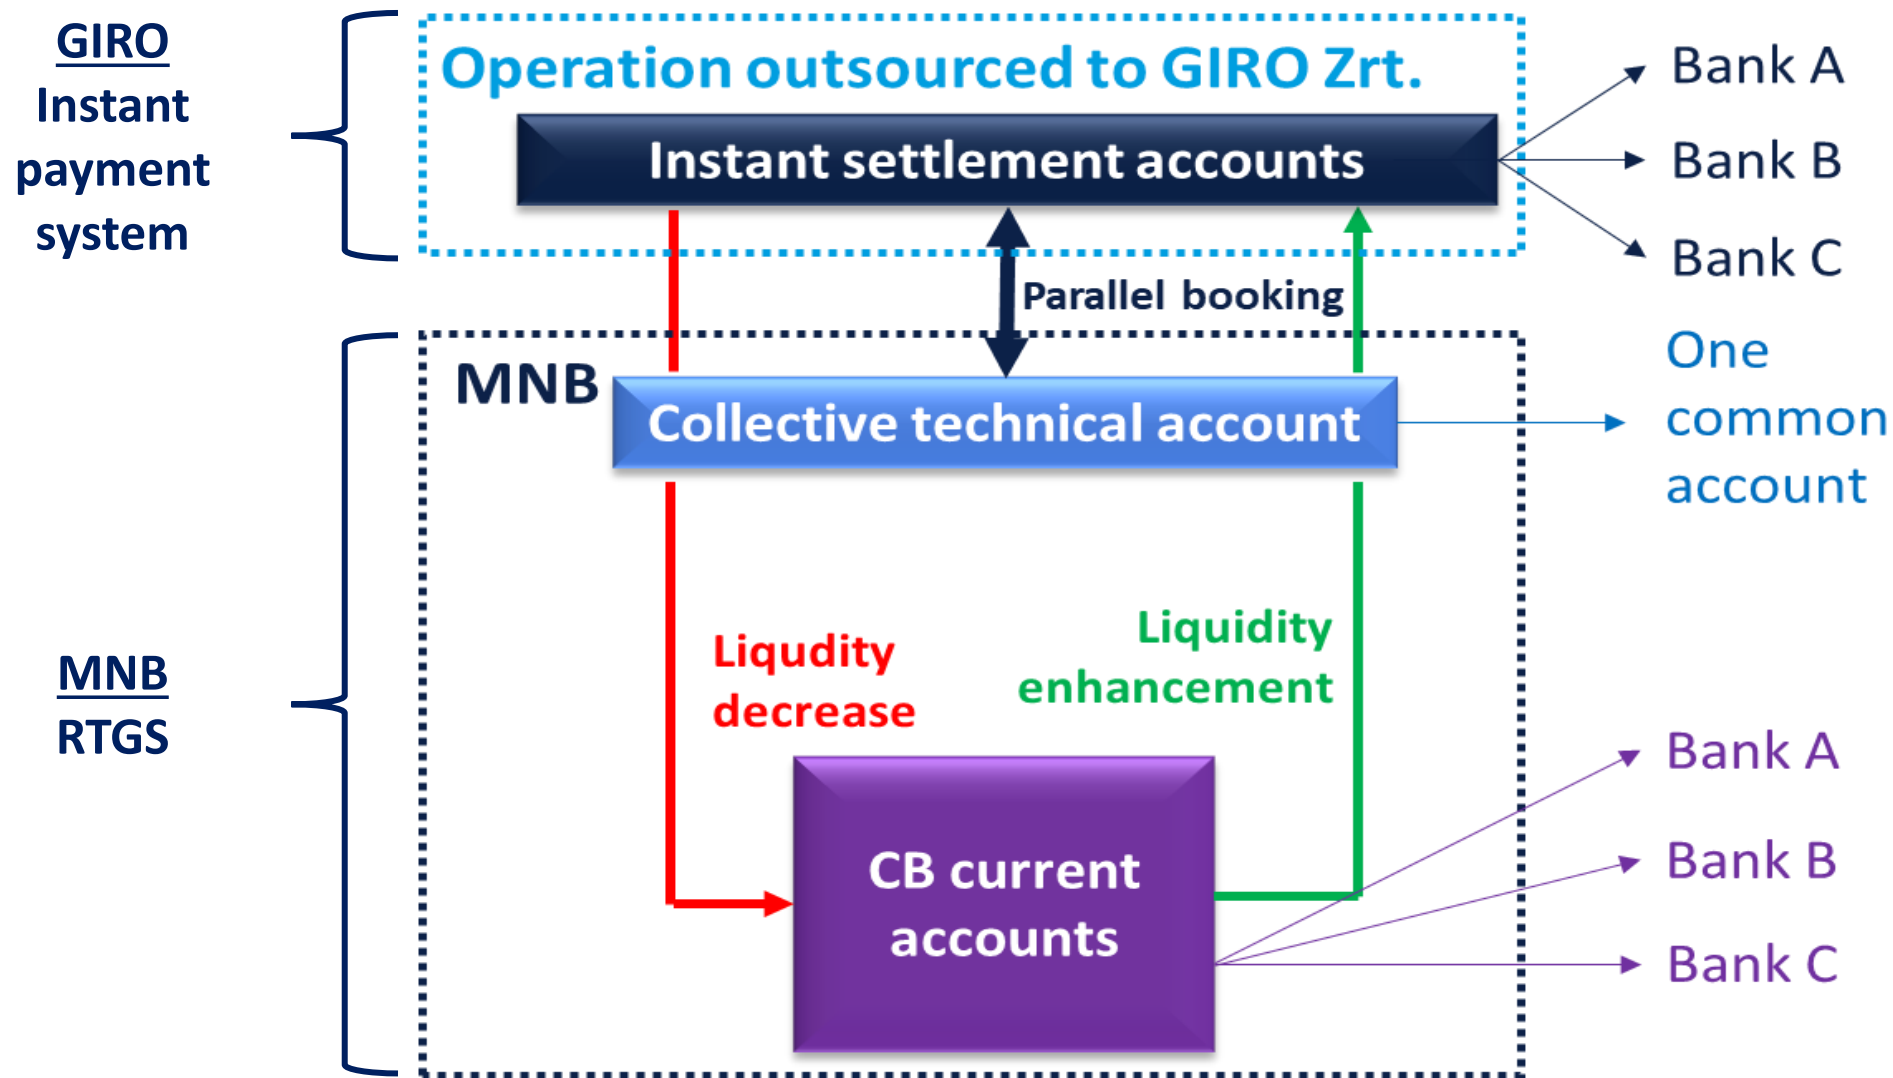 GIRO
Instant
payment
system
Operation outsourced to GIRO Zrt.
Instant settlement accounts
Bank A
Bank B
Bank C
Parallel booking
MNB
Collective technical account
One
common
account
Liqudity
decrease
Liquidity
enhancement
MNB
RTGS
CB current
accounts
Bank A
Bank B
Bank C